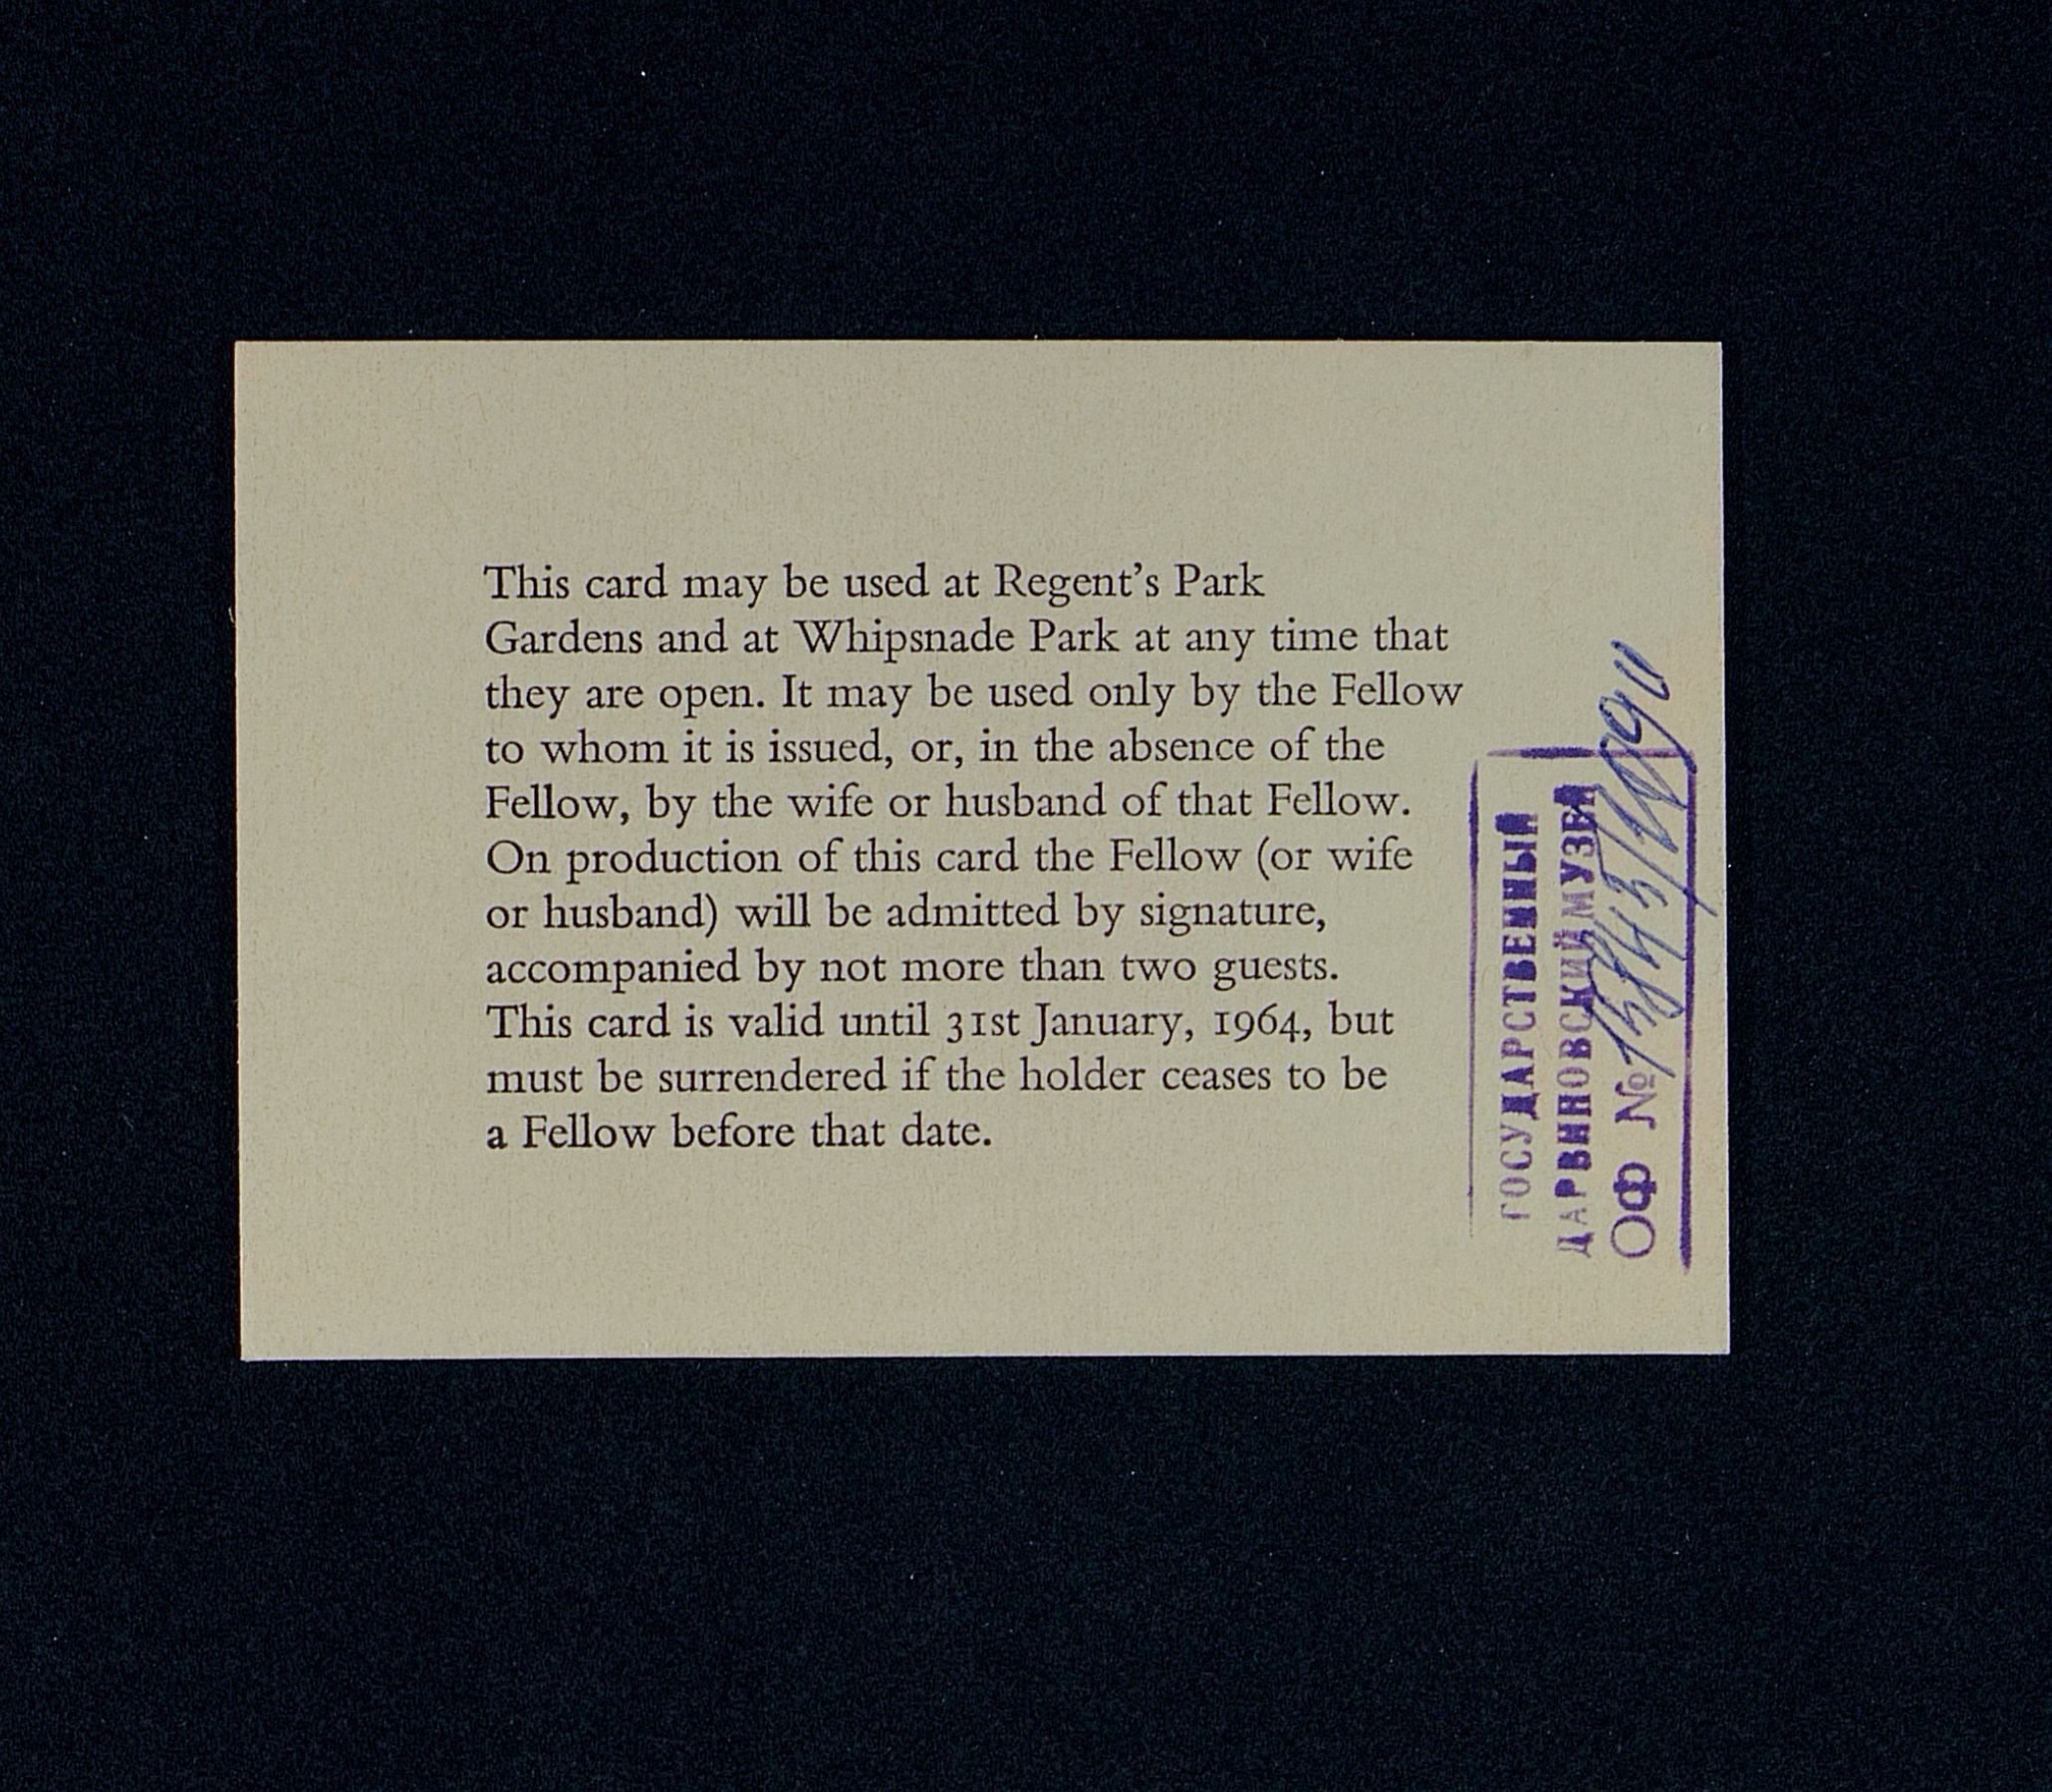 This card may be used at Regent's Park
Gardens and at Whipsnade Park at any time that
they are open. It may be used only by the Fellow
to whom it is issued, or, in the absence of the
Fellow, by the wife or husband of that Fellow.
On production of this card the Fellow (or wife
or husband) will be admitted by signature,
accompanied by not more than two guests.
This card is valid until 31st January, 1964, but
must be surrendered if the holder ceases to be
a Fellow before that date.
ГОСУДАРСТВЕННЫЙ
ДАРВИНОВСКИЙ МУЗЕЙ
ОФ №